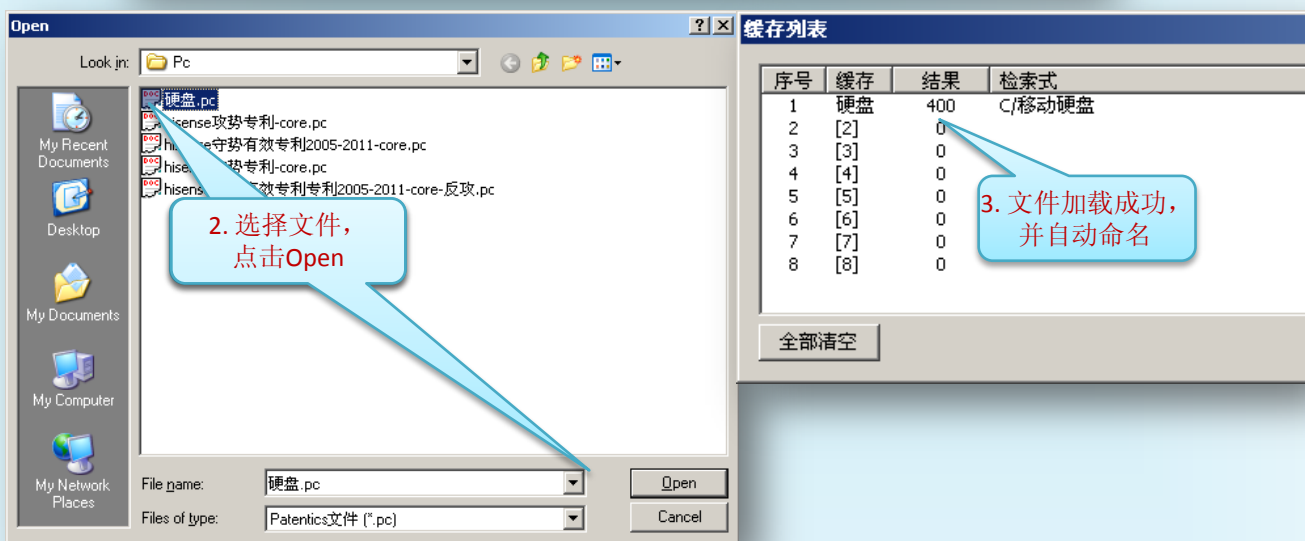 Open
Look in:
Pc
My Recent
Documents
Desktop
My Documents
My Computer
My Network
Places
硬盘.pc
hisense攻势专利-core.pc
守势有效专利2005-2011-core.pc
势专利-core.pc
效专利专利2005-2011-core-反攻.pc
2. 选择文件，
点击Open
File name:
硬盘.pc
Open
Files of type:
Patentics文件 (*.pc)
Cancel
缓存列表
序号 缓存 结果 检索式
1 硬盘 400 C/移动硬盘
2 [2] 0
3 [3] 0
4 [4] 0
5 [5] 0
6 [6] 0
7 [7] 0
8 [8] 0
3. 文件加载成功，
并自动命名
全部清空